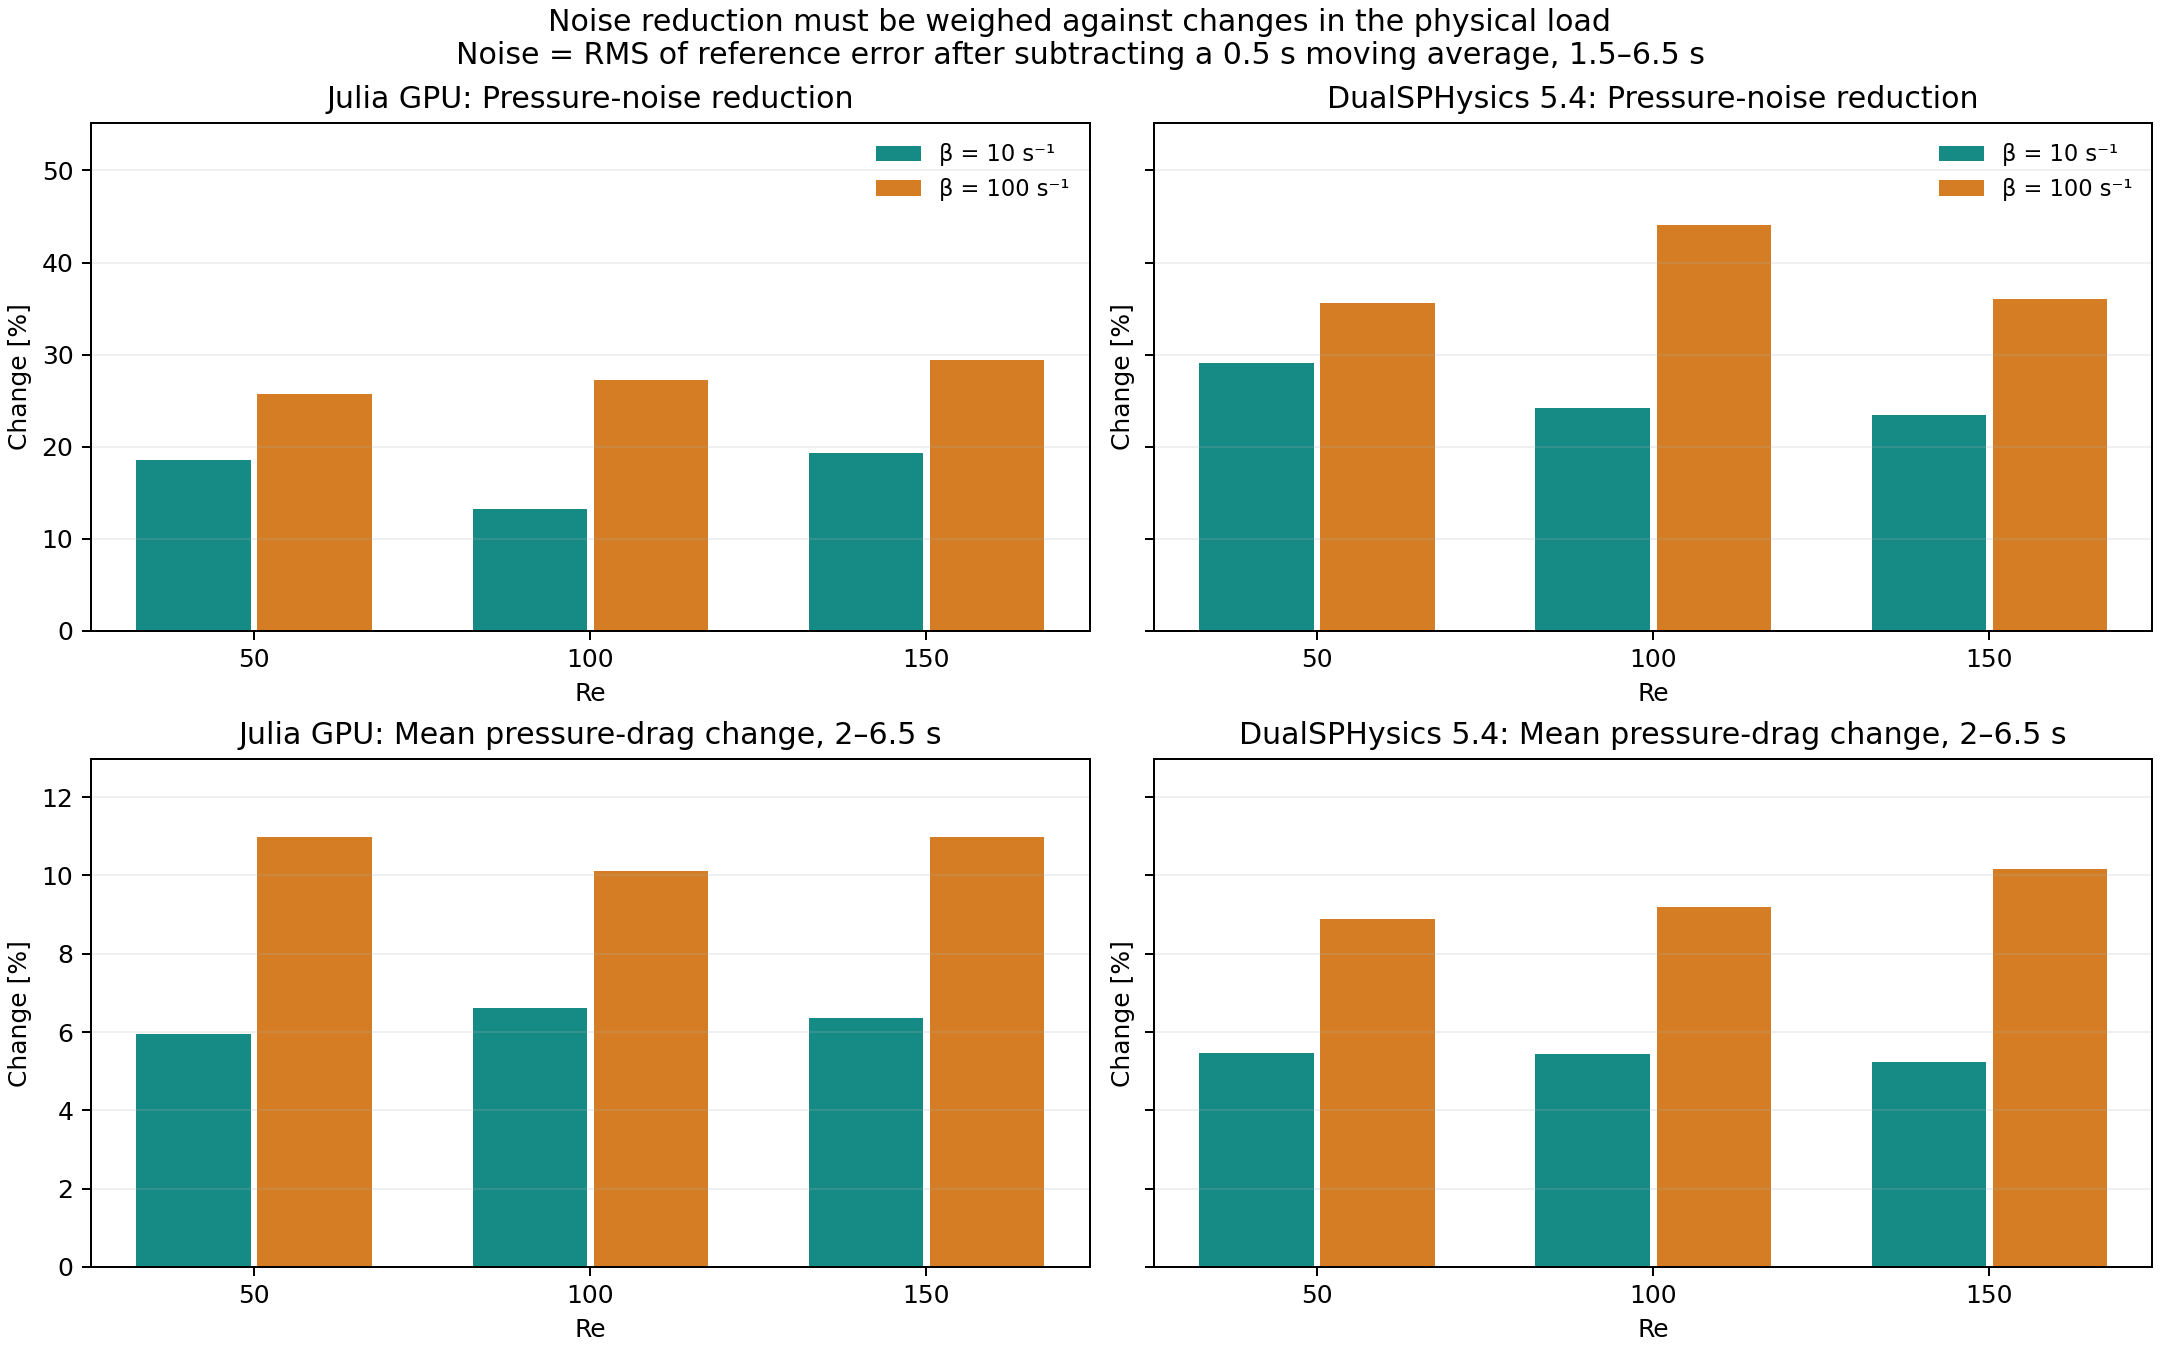 Noise reduction must be weighed against changes in the physical load
Noise = RMS of reference error after subtracting a 0.5 s moving average, 1.5–6.5 s
Julia GPU: Pressure-noise reduction
β = 10 s⁻¹
β = 100 s⁻¹
Change [%]
50
40
30
20
10
0
50
100
150
Re
DualSPHysics 5.4: Pressure-noise reduction
β = 10 s⁻¹
β = 100 s⁻¹
Change [%]
50
100
150
Re
Julia GPU: Mean pressure-drag change, 2–6.5 s
Change [%]
12
10
8
6
4
2
0
50
100
150
Re
DualSPHysics 5.4: Mean pressure-drag change, 2–6.5 s
Change [%]
50
100
150
Re